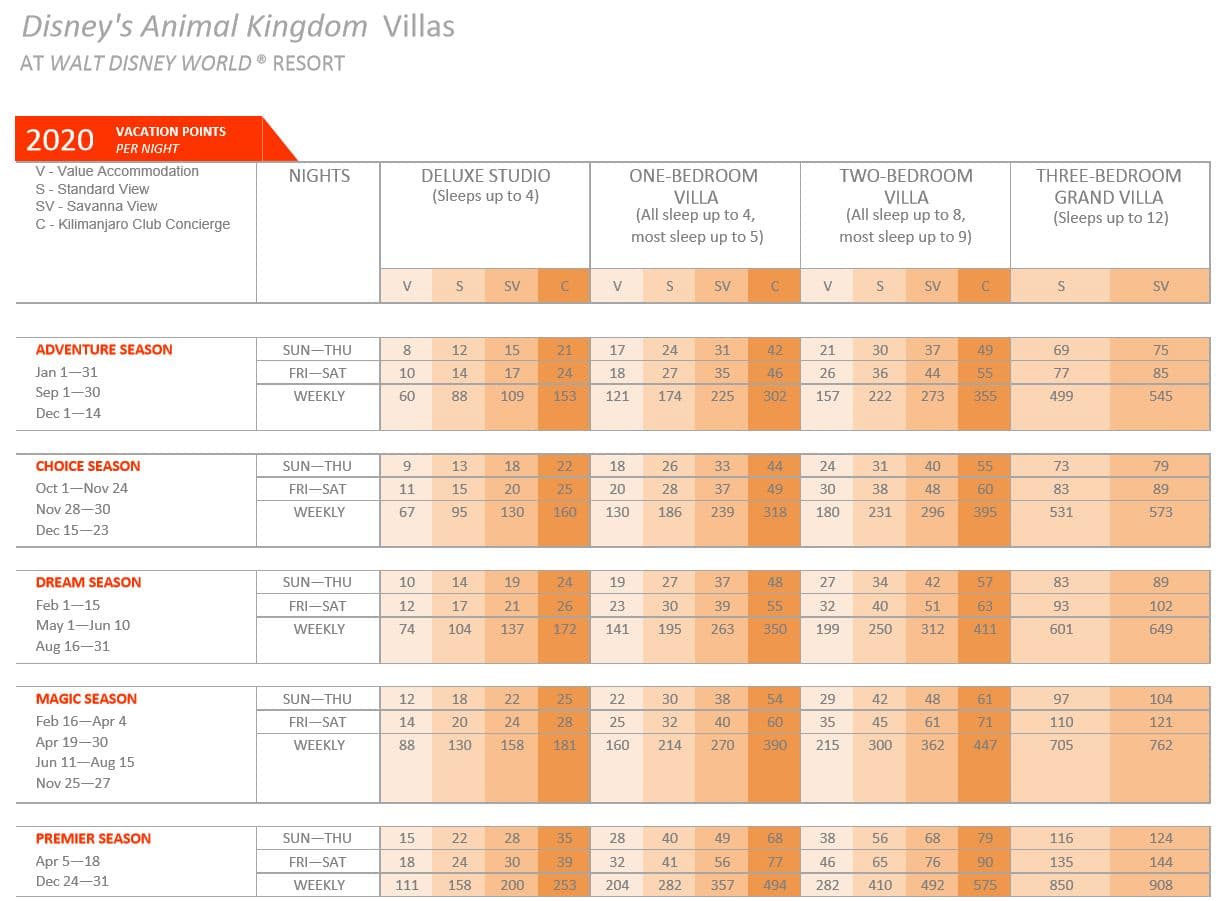 Disney's Animal Kingdom Villas
AT WALT DISNEY WORLD ® RESORT
2020 VACATION POINTS
PER NIGHT
V - Value Accommodation
S - Standard View
SV - Savanna View
C - Kilimanjaro Club Concierge
NIGHTS
DELUXE STUDIO
(Sleeps up to 4)
ONE-BEDROOM
VILLA
(All sleep up to 4,
most sleep up to 5)
TWO-BEDROOM
VILLA
(All sleep up to 8,
most sleep up to 9)
THREE-BEDROOM
GRAND VILLA
(Sleeps up to 12)
V S SV C V S SV C V S SV C S SV
ADVENTURE SEASON SUN—THU 8 12 15 21 17 24 31 42 21 30 37 49 69 75
Jan 1—31 FRI—SAT 10 14 17 24 18 27 35 46 26 36 44 55 77 85
Sep 1—30 WEEKLY 60 88 109 153 121 174 225 302 157 222 273 355 499 545
Dec 1—14
CHOICE SEASON SUN—THU 9 13 18 22 18 26 33 44 24 31 40 55 73 79
Oct 1—Nov 24 FRI—SAT 11 15 20 25 20 28 37 49 30 38 48 60 83 89
Nov 28—30 WEEKLY 67 95 130 160 130 186 239 318 180 231 296 395 531 573
Dec 15—23
DREAM SEASON SUN—THU 10 14 19 24 19 27 37 48 27 34 42 57 83 89
Feb 1—15 FRI—SAT 12 17 21 26 23 30 39 55 32 40 51 63 93 102
May 1—Jun 10 WEEKLY 74 104 137 172 141 195 263 350 199 250 312 411 601 649
Aug 16—31
MAGIC SEASON SUN—THU 12 18 22 25 22 30 38 54 29 42 48 61 97 104
Feb 16—Apr 4 FRI—SAT 14 20 24 28 25 32 40 60 35 45 61 71 110 121
Apr 19—30 WEEKLY 88 130 158 181 160 214 270 390 215 300 362 447 705 762
Jun 11—Aug 15
Nov 25—27
PREMIER SEASON SUN—THU 15 22 28 35 28 40 49 68 38 56 68 79 116 124
Apr 5—18 FRI—SAT 18 24 30 39 32 41 56 77 46 65 76 90 135 144
Dec 24—31 WEEKLY 111 158 200 253 204 282 357 494 282 410 492 575 850 908